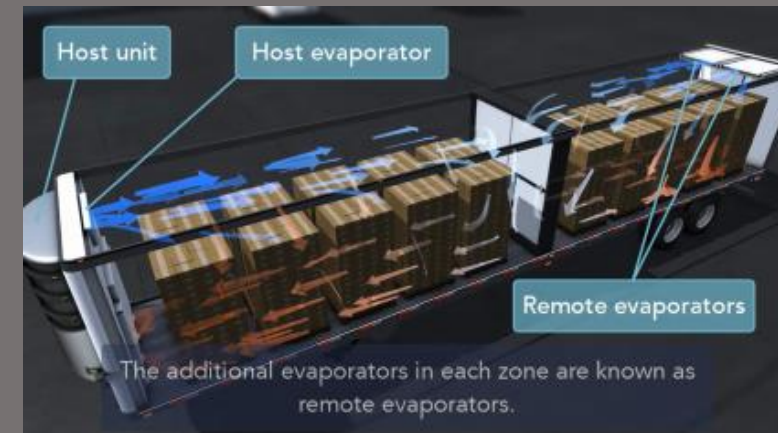 Host unit
Host evaporator
Remote evaporators
The additional evaporators in each zone are known as
remote evaporators.